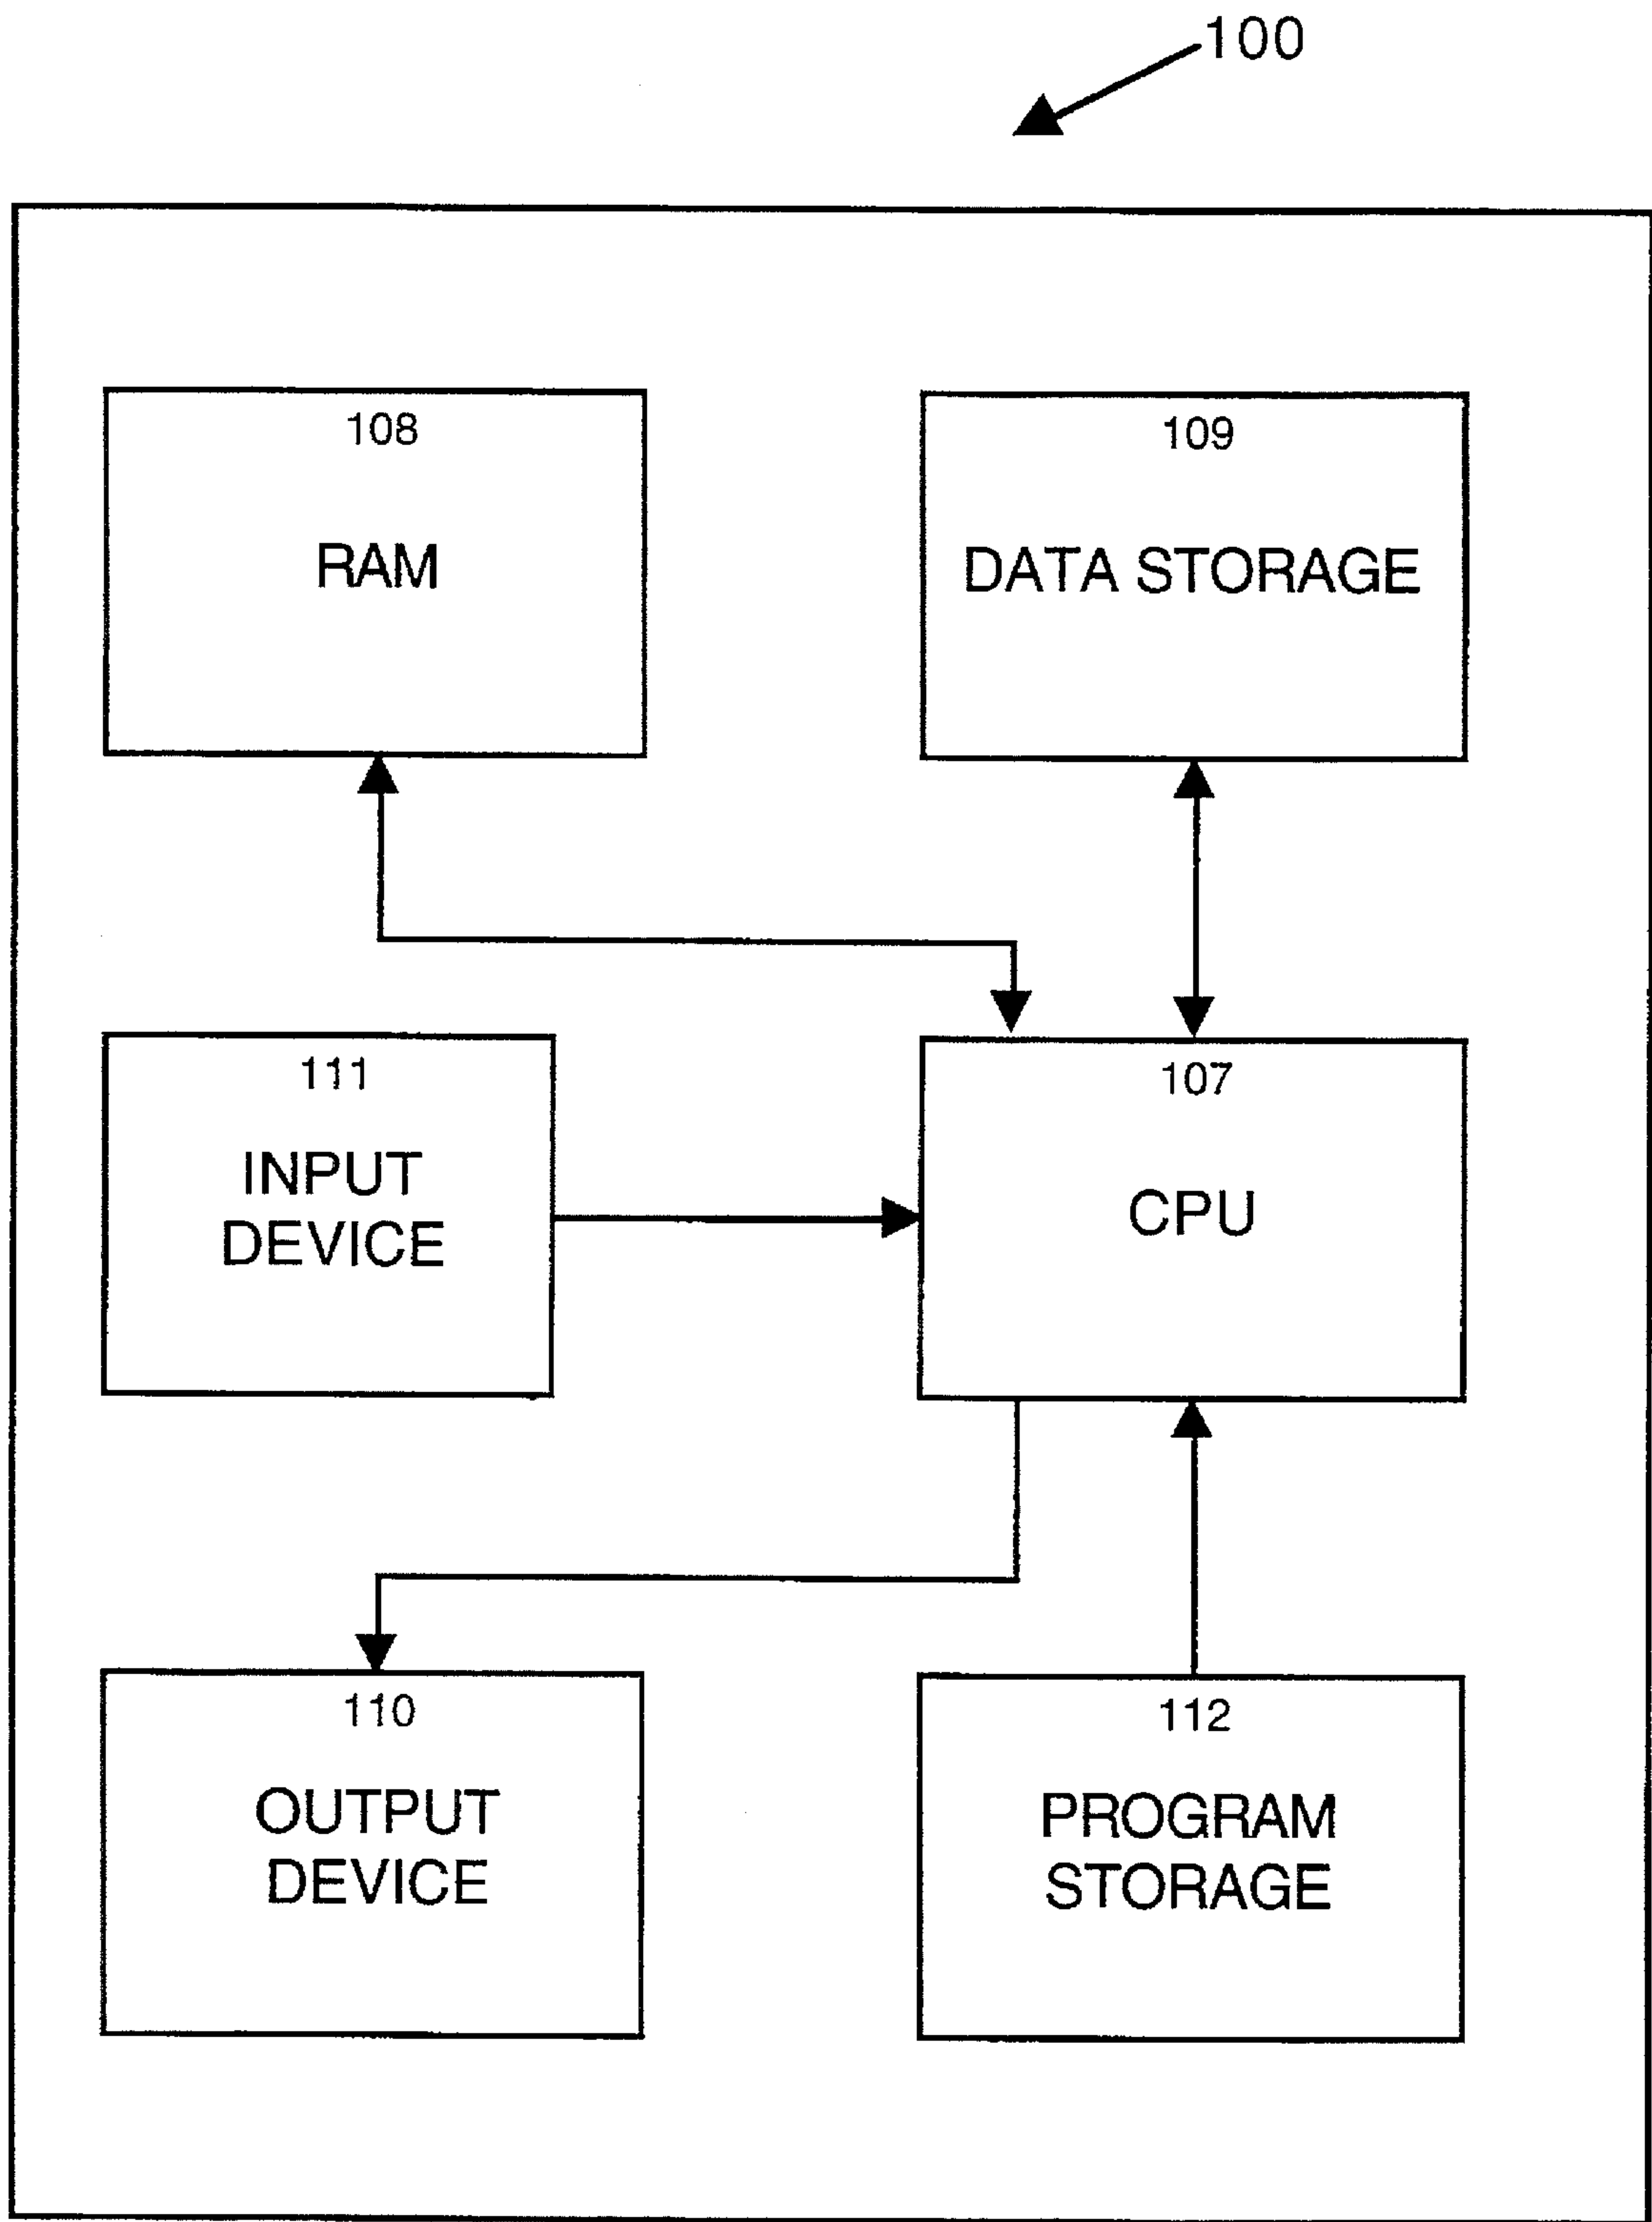 100
108
RAM
109
DATA STORAGE
111
INPUT
DEVICE
107
CPU
110
OUTPUT
DEVICE
112
PROGRAM
STORAGE